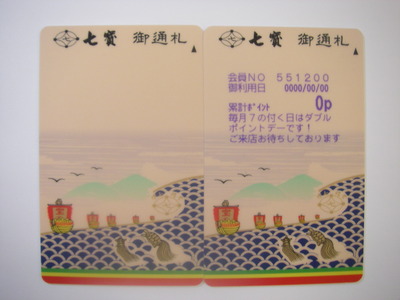 七寳 御通札
七寳 御通札
会員NO 551200
御利用日 0000/00/00
累計ﾎﾟｲﾝﾄ 0p
毎月７の付く日はダブル
ポイントデーです！
ご来店お待ちしております